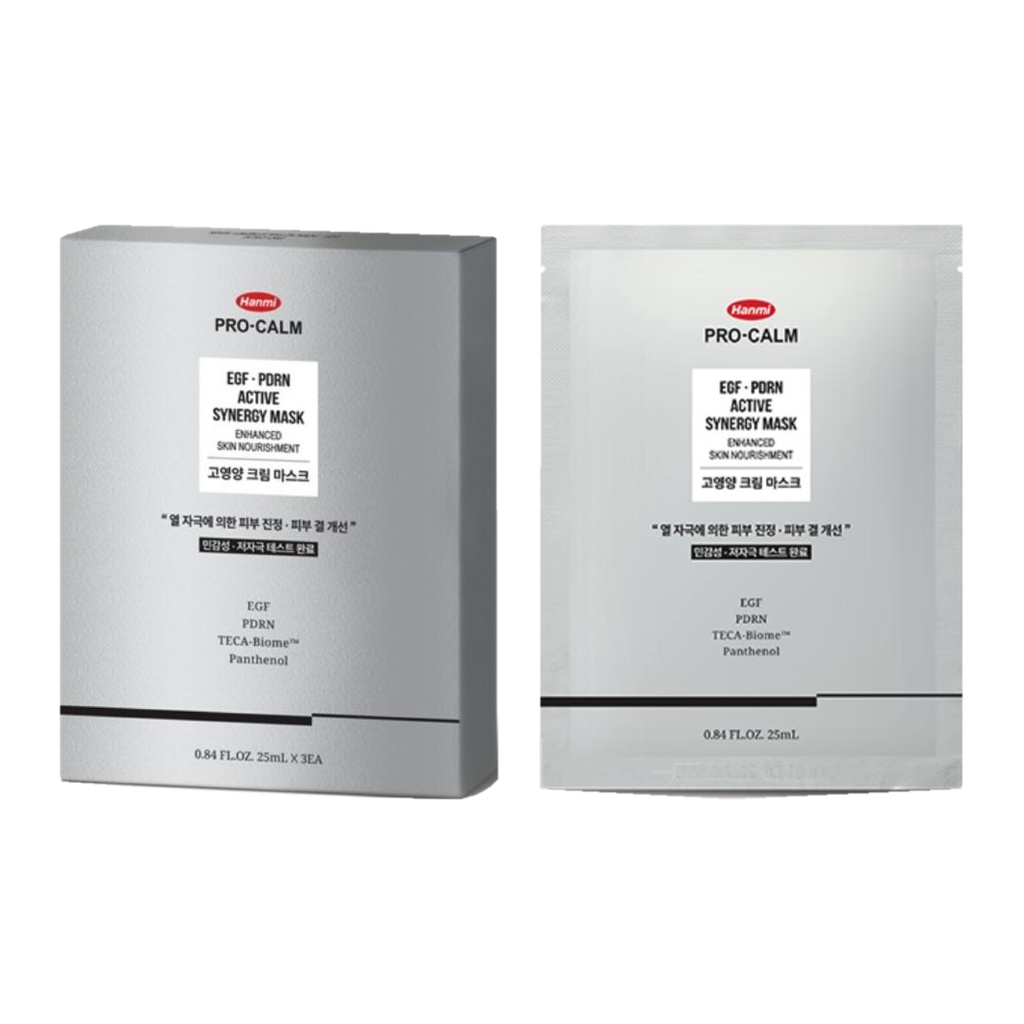 Hanmi
PRO-CALM
EGF · PDRN
ACTIVE
SYNERGY MASK
ENHANCED
SKIN NOURISHMENT
고영양 크림 마스크
“ 열 자극에 의한 피부 진정 · 피부 결 개선 ”
민감성 · 저자극 테스트 완료
EGF
PDRN
TECA-Biome™
Panthenol
0.84 FL.OZ. 25mL X 3EA
Hanmi
PRO-CALM
EGF · PDRN
ACTIVE
SYNERGY MASK
ENHANCED
SKIN NOURISHMENT
고영양 크림 마스크
“ 열 자극에 의한 피부 진정 · 피부 결 개선 ”
민감성 · 저자극 테스트 완료
EGF
PDRN
TECA-Biome™
Panthenol
0.84 FL.OZ. 25mL